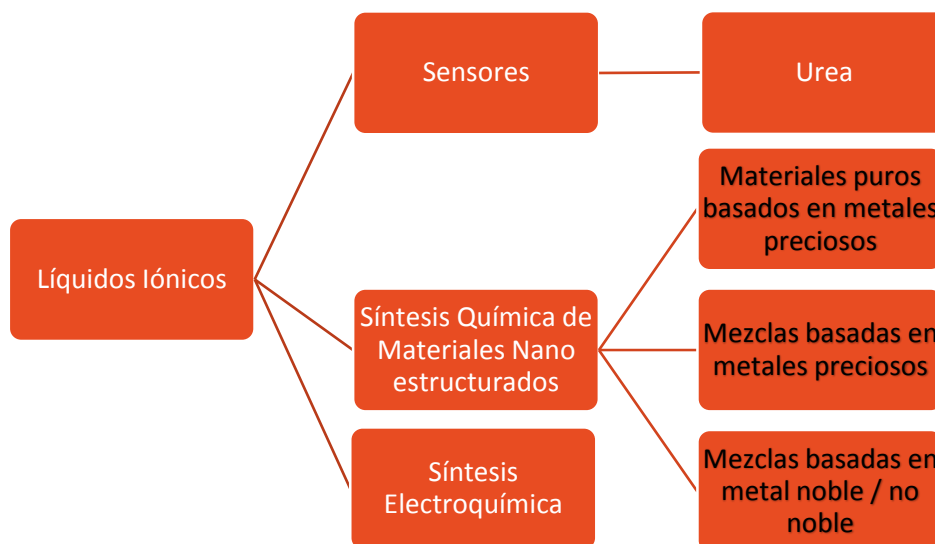 Sensores
Urea
Materiales puros
basados en metales
preciosos
Líquidos Iónicos
Síntesis Química de
Materiales Nano
estructurados
Mezclas basadas en
metales preciosos
Síntesis
Electroquímica
Mezclas basadas en
metal noble / no
noble